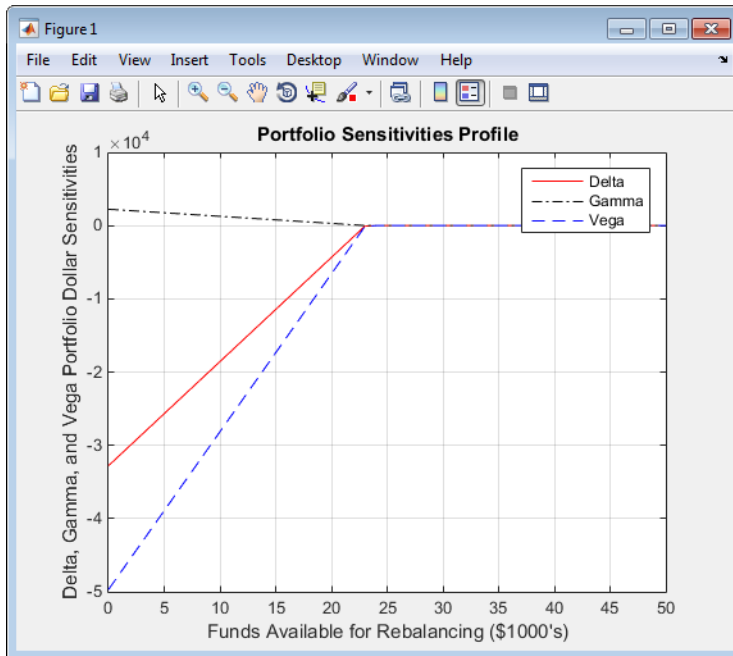 Figure 1
File Edit View Insert Tools Desktop Window Help
Portfolio Sensitivities Profile
×10^4
Delta, Gamma, and Vega Portfolio Dollar Sensitivities
1
0
-1
-2
-3
-4
-5
Delta
Gamma
Vega
0 5 10 15 20 25 30 35 40 45 50
Funds Available for Rebalancing ($1000's)